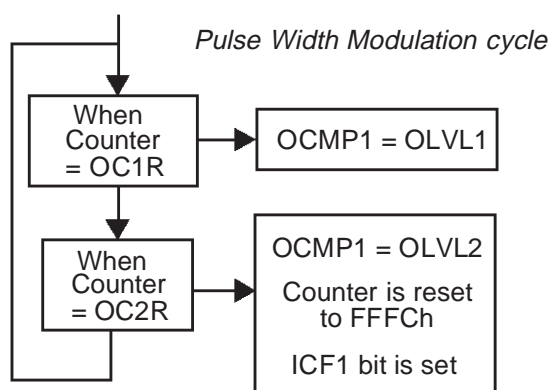 Pulse Width Modulation cycle
When
Counter
= OC1R
OCMP1 = OLVL1
When
Counter
= OC2R
OCMP1 = OLVL2
Counter is reset
to FFFCh
ICF1 bit is set